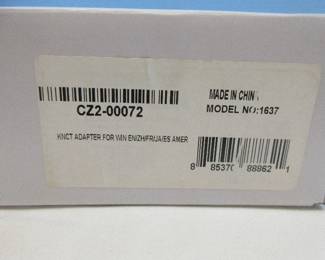 CZ2-00072
MADE IN CHIN
MODEL NO:1637
KNCT ADAPTER FOR WIN EN/ZH/FR/JA/ES AMER
8 85370 88862 1